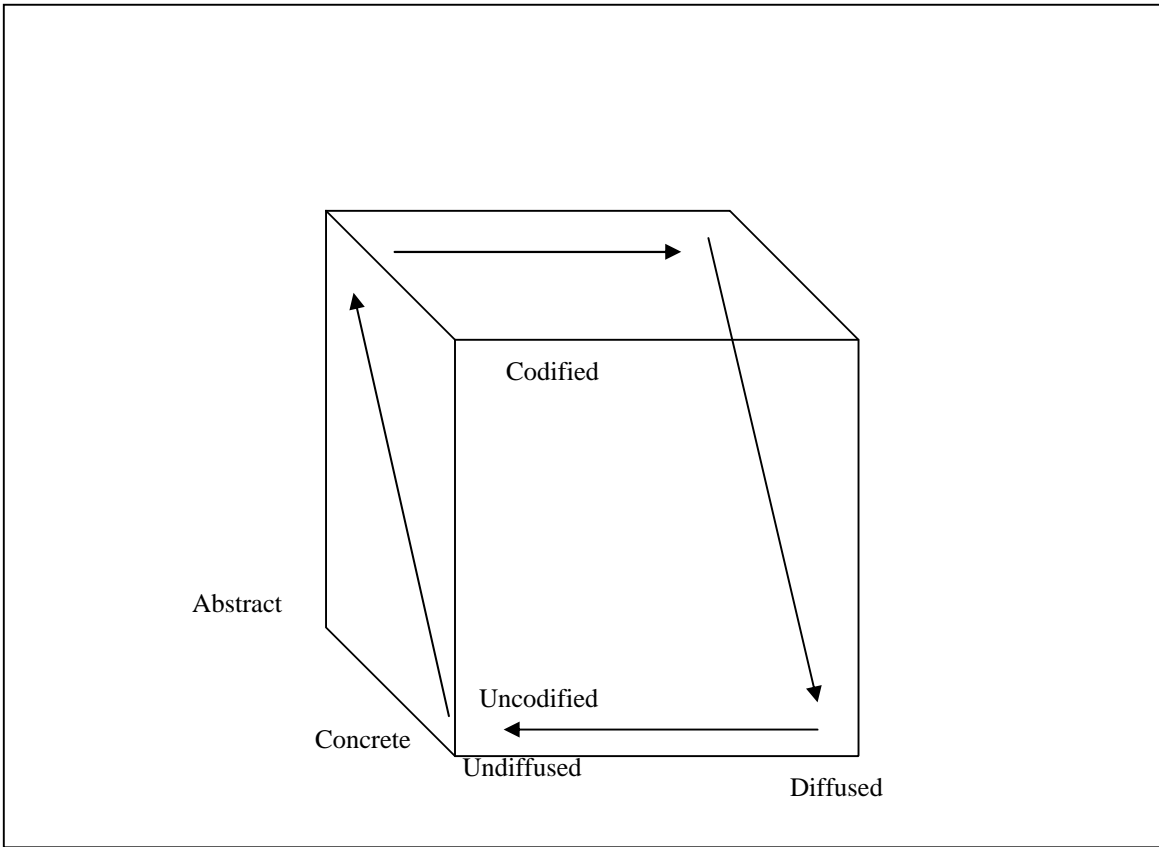 Codified
Abstract
Uncodified
Concrete
Undiffused
Diffused